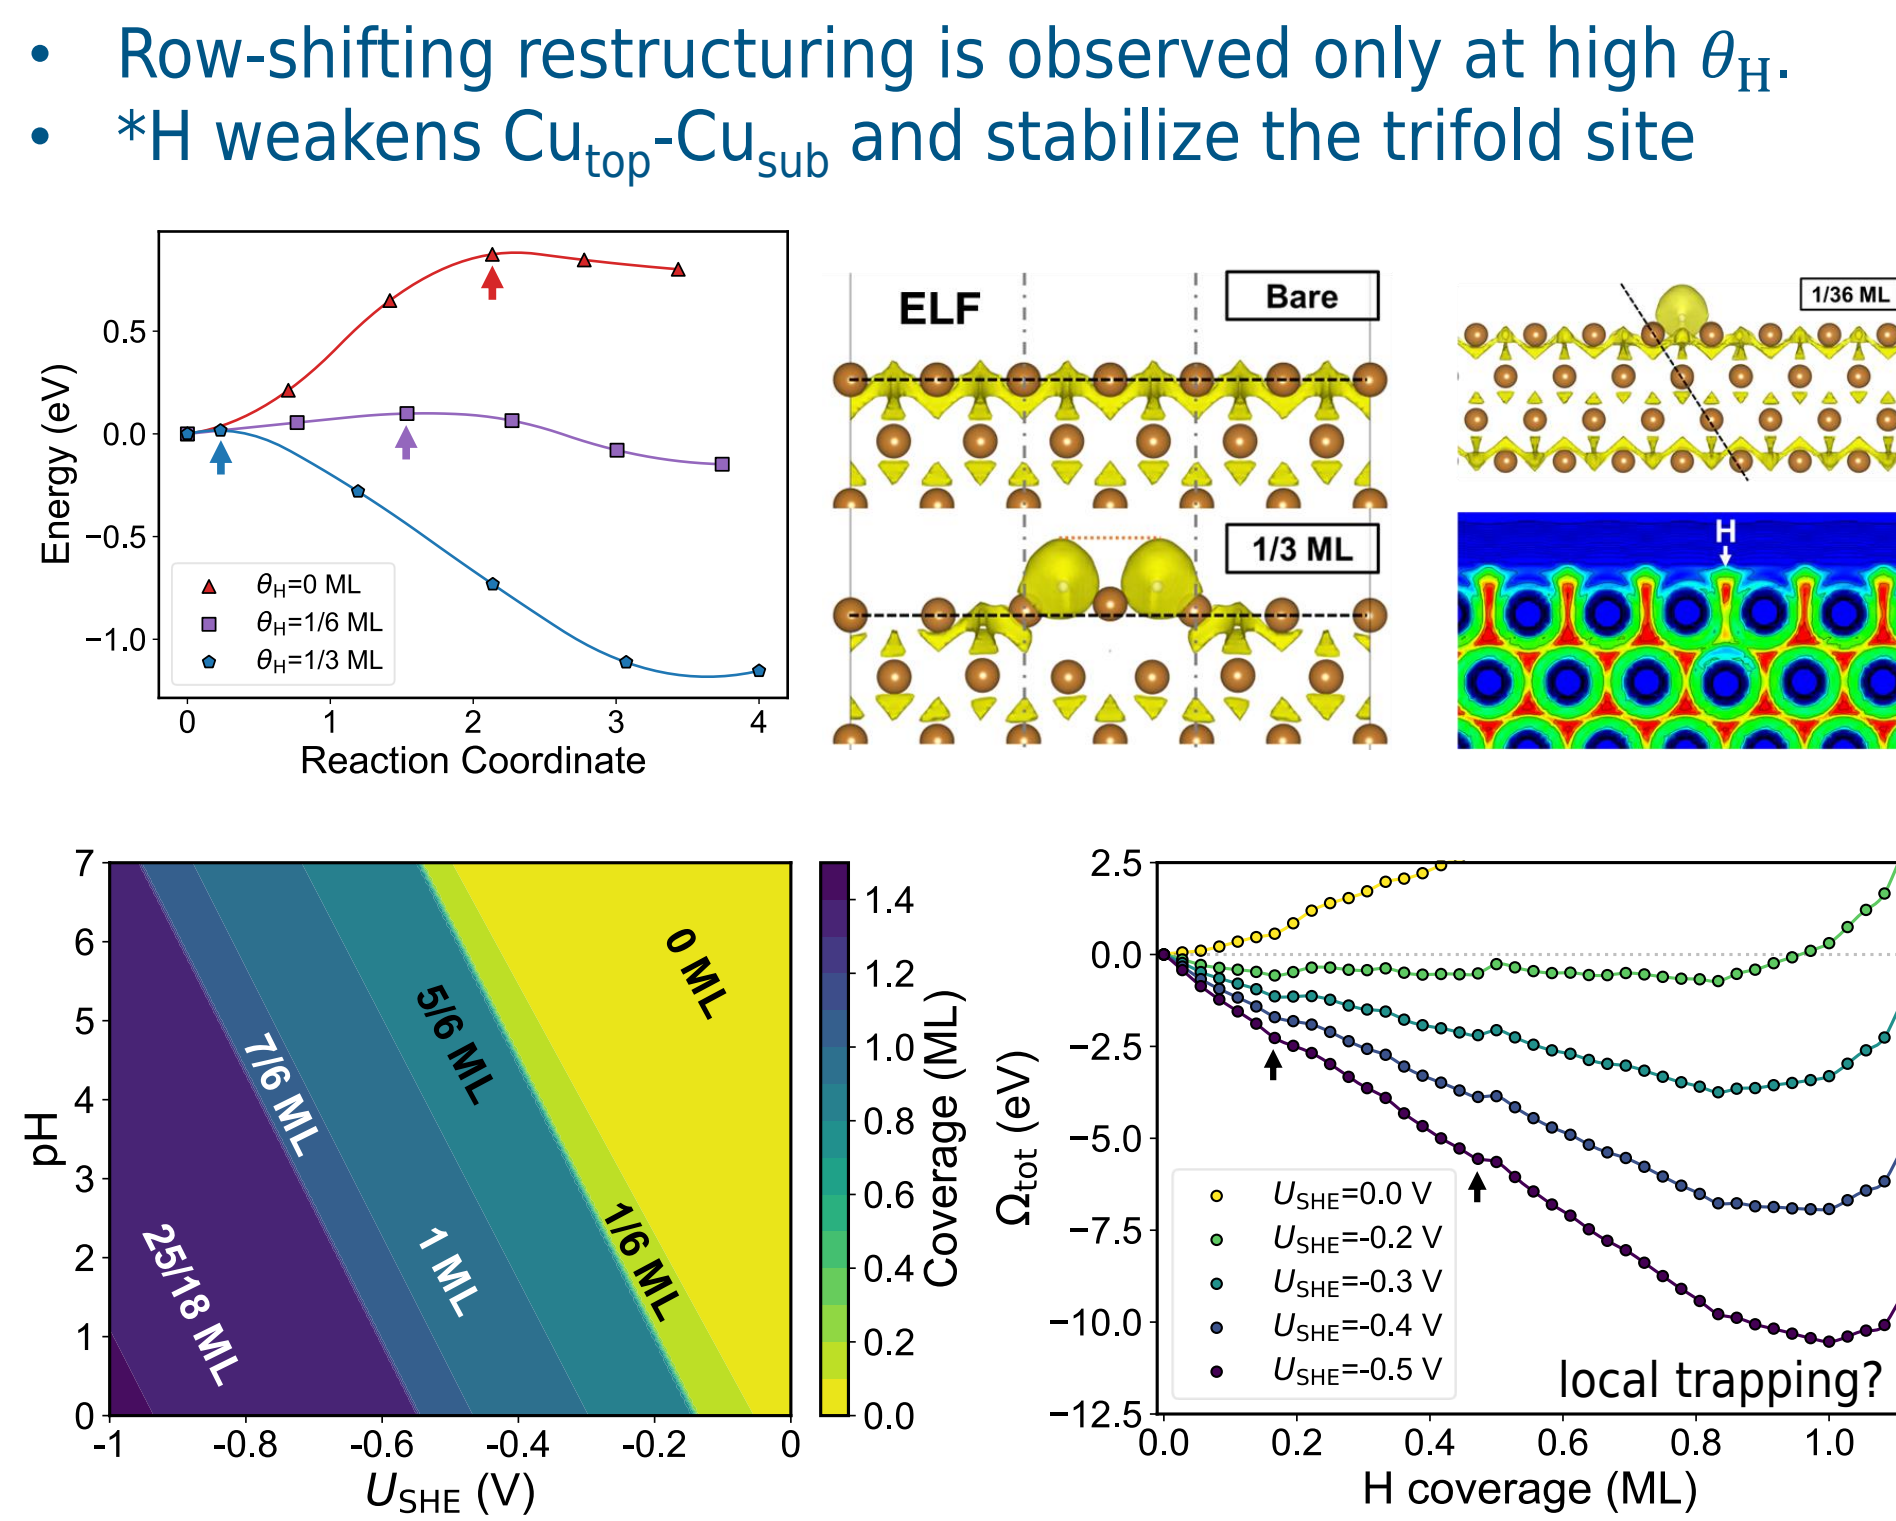 • Row-shifting restructuring is observed only at high θH.
• *H weakens Cutop-Cusub and stabilize the trifold site
Energy (eV)
0.5
0.0
−0.5
−1.0
θH=0 ML
θH=1/6 ML
θH=1/3 ML
0 1 2 3 4
Reaction Coordinate
ELF
Bare
1/3 ML
1/36 ML
H
pH
7
6
5
4
3
2
1
0
0 ML
5/6 ML
7/6 ML
1/6 ML
1 ML
25/18 ML
-1 -0.8 -0.6 -0.4 -0.2 0
USHE (V)
1.4
1.2
1.0
0.8
0.6
0.4
0.2
0.0
Coverage (ML)
Ωtot (eV)
2.5
0.0
−2.5
−5.0
−7.5
−10.0
−12.5
USHE=0.0 V
USHE=-0.2 V
USHE=-0.3 V
USHE=-0.4 V
USHE=-0.5 V
local trapping?
0.0 0.2 0.4 0.6 0.8 1.0
H coverage (ML)